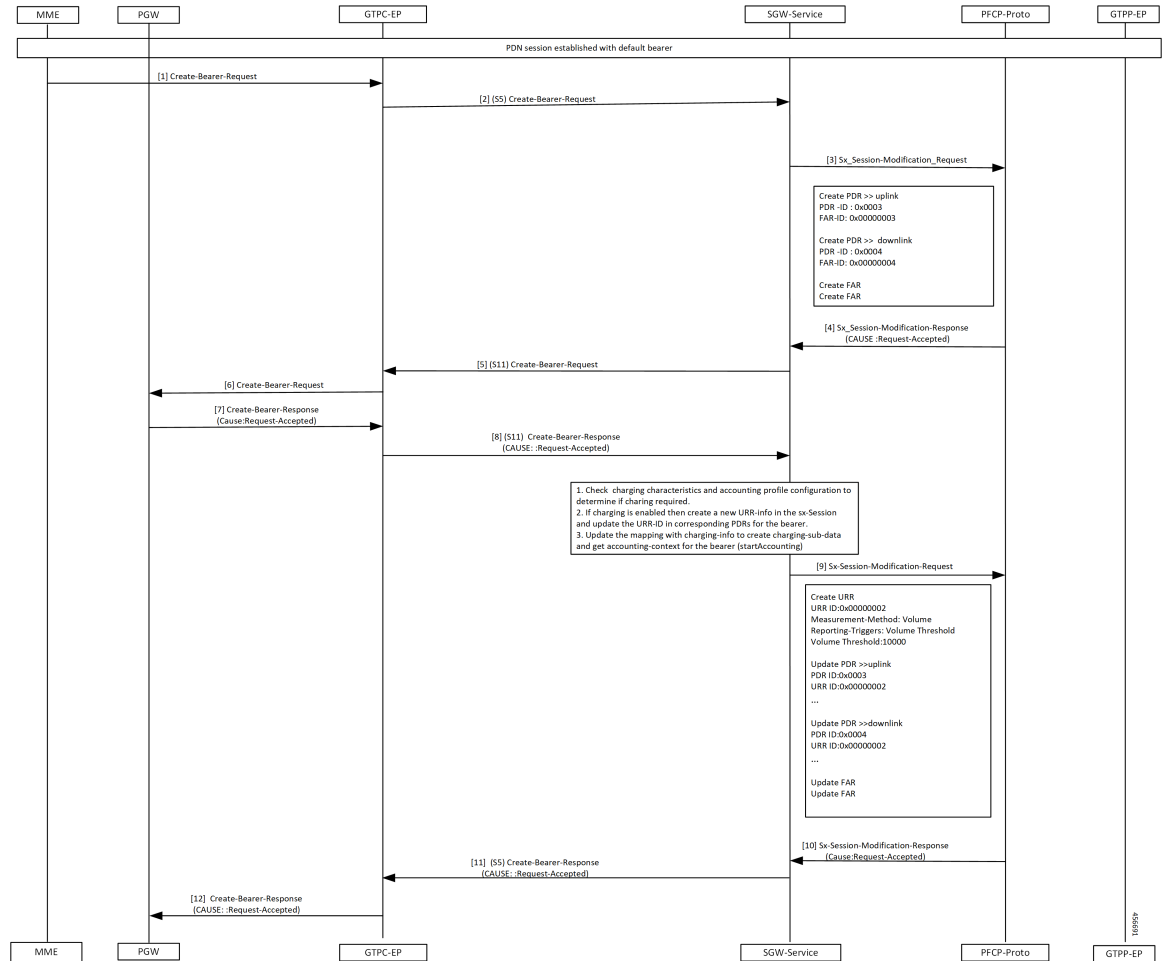 MME
PGW
GTPC-EP
SGW-Service
PFCP-Proto
GTPP-EP
PDN session established with default bearer
[1] Create-Bearer-Request
[2] (S5) Create-Bearer-Request
[3] Sx_Session-Modification_Request
Create PDR >> uplink
PDR -ID : 0x0003
FAR-ID: 0x00000003
Create PDR >>  downlink
PDR -ID : 0x0004
FAR-ID: 0x00000004
Create FAR
Create FAR
[4] Sx_Session-Modification-Response
(CAUSE :Request-Accepted)
[5] (S11) Create-Bearer-Request
[6] Create-Bearer-Request
[7] Create-Bearer-Response
(Cause:Request-Accepted)
[8] (S11)  Create-Bearer-Response
(CAUSE: :Request-Accepted)
1. Check  charging characteristics and accounting profile configuration to
determine if charing required.
2. If charging is enabled then create a new URR-info in the sx-Session
and update the URR-ID in corresponding PDRs for the bearer.
3. Update the mapping with charging-info to create charging-sub-data
and get accounting-context for the bearer (startAccounting)
[9] Sx-Session-Modification-Request
Create URR
URR ID:0x00000002
Measurement-Method: Volume
Reporting-Triggers: Volume Threshold
Volume Threshold:10000
Update PDR >>uplink
PDR ID:0x0003
URR ID:0x00000002
...
Update PDR >>downlink
PDR ID:0x0004
URR ID:0x00000002
...
Update FAR
Update FAR
[10] Sx-Session-Modification-Response
(Cause:Request-Accepted)
[11]  (S5) Create-Bearer-Response
(CAUSE: :Request-Accepted)
[12]  Create-Bearer-Response
(CAUSE: :Request-Accepted)
456691
MME
PGW
GTPC-EP
SGW-Service
PFCP-Proto
GTPP-EP